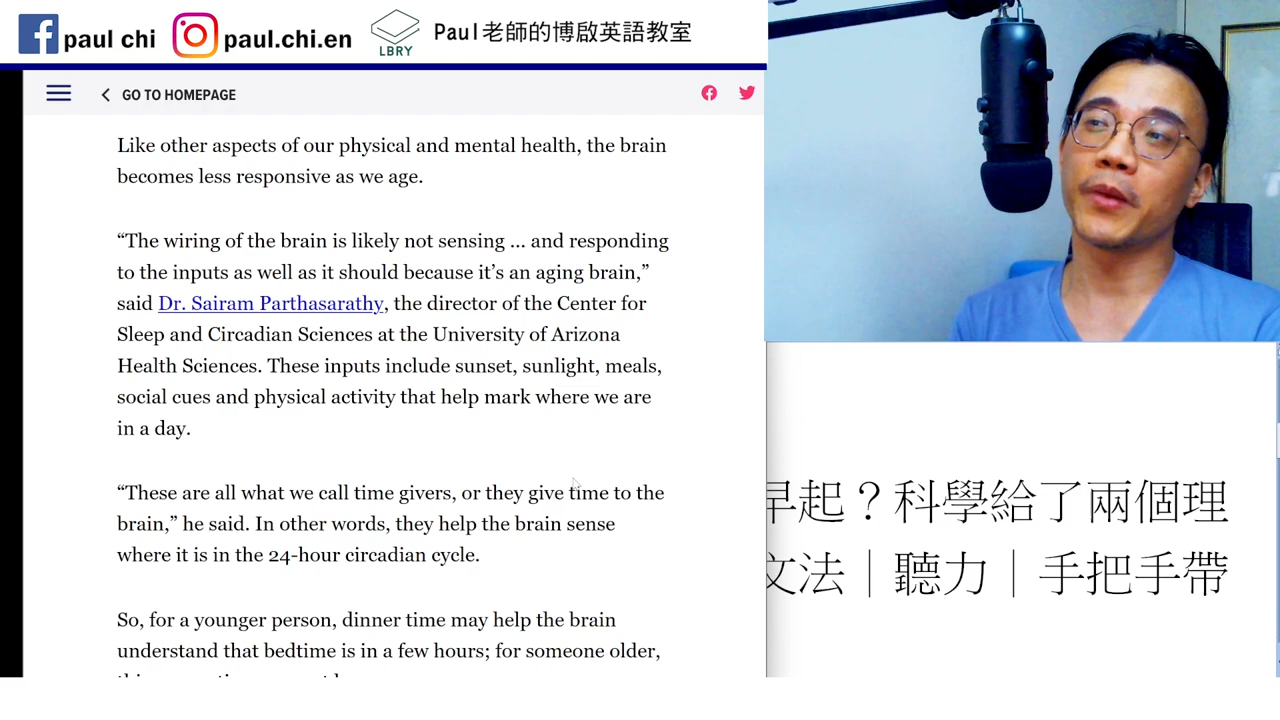 paul chi
paul.chi.en
LBRY
Paul老師的博啟英語教室
GO TO HOMEPAGE
Like other aspects of our physical and mental health, the brain
becomes less responsive as we age.
“The wiring of the brain is likely not sensing ... and responding
to the inputs as well as it should because it’s an aging brain,”
said Dr. Sairam Parthasarathy, the director of the Center for
Sleep and Circadian Sciences at the University of Arizona
Health Sciences. These inputs include sunset, sunlight, meals,
social cues and physical activity that help mark where we are
in a day.
“These are all what we call time givers, or they give time to the
brain,” he said. In other words, they help the brain sense
where it is in the 24-hour circadian cycle.
So, for a younger person, dinner time may help the brain
understand that bedtime is in a few hours; for someone older,
早起？科學給了兩個理
文法｜聽力｜手把手帶